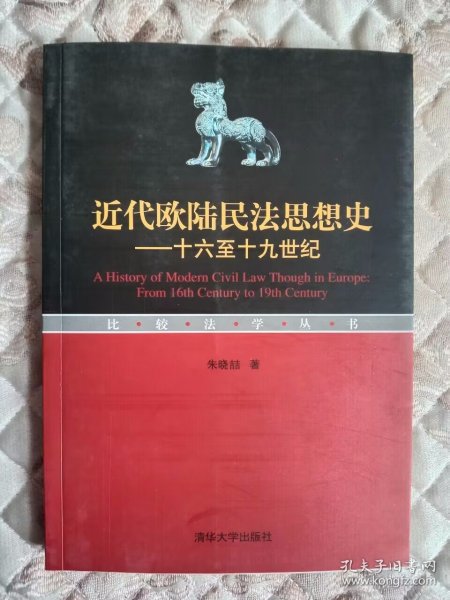 近代欧陆民法思想史
——十六至十九世纪
A History of Modern Civil Law Though in Europe:
From 16th Century to 19th Century
比·较·法·学·丛·书
朱晓喆 著
清华大学出版社
孔夫子旧书网
www.kongfz.com